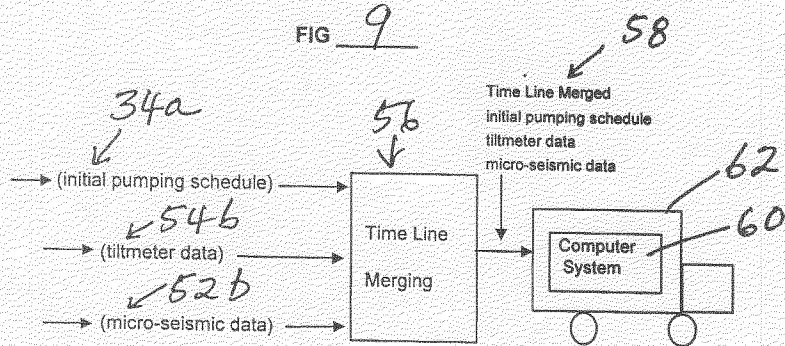 FIG 9
58
Time Line Merged
initial pumping schedule
tiltmeter data
micro-seismic data
34a
56
(initial pumping schedule)
62
54b
60
(tiltmeter data)
Time Line
Merging
Computer
System
52b
(micro-seismic data)